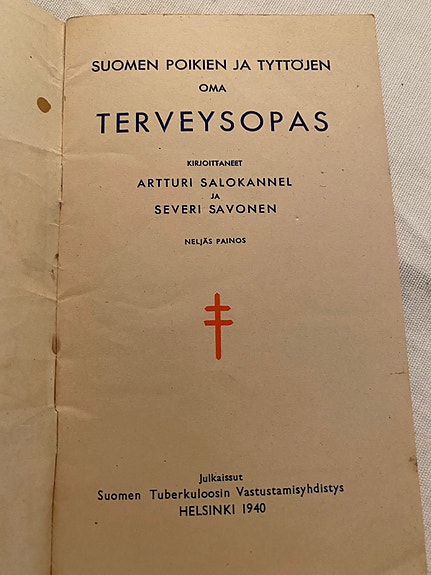 SUOMEN POIKIEN JA TYTTÖJEN
OMA
TERVEYSOPAS
KIRJOITTANEET
ARTTURI SALOKANNEL
JA
SEVERI SAVONEN
NELJÄS PAINOS
Julkaissut
Suomen Tuberkuloosin Vastustamisyhdistys
HELSINKI 1940